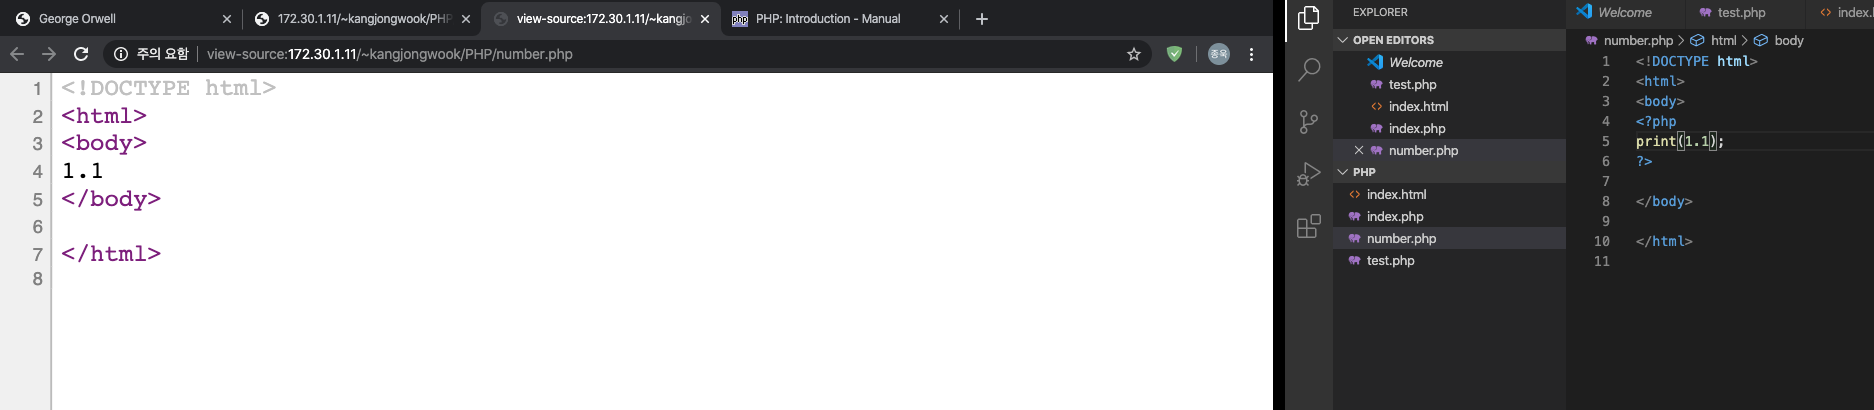 George Orwell
172.30.1.11/~kangjongwook/PHP
view-source:172.30.1.11/~kangjo
php PHP: Introduction - Manual
주의 요함 view-source:172.30.1.11/~kangjongwook/PHP/number.php
종욱
1 <!DOCTYPE html>
2 <html>
3 <body>
4 1.1
5 </body>
6
7 </html>
8
EXPLORER
OPEN EDITORS
Welcome
test.php
index.html
index.php
number.php
PHP
index.html
index.php
number.php
test.php
Welcome
test.php
index.
number.php > html > body
1 <!DOCTYPE html>
2 <html>
3 <body>
4 <?php
5 print(1.1);
6 ?>
7
8 </body>
9
10 </html>
11